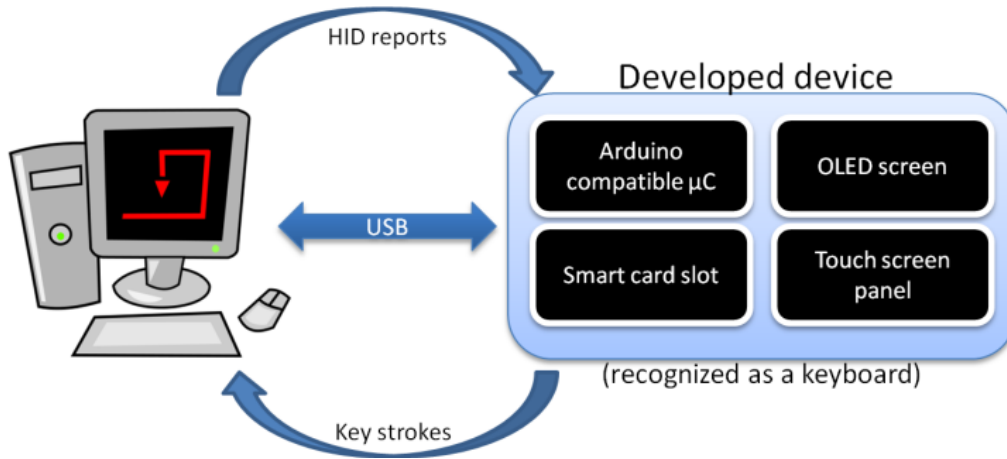 HID reports
Developed device
Arduino
compatible µC
OLED screen
USB
Smart card slot
Touch screen
panel
(recognized as a keyboard)
Key strokes